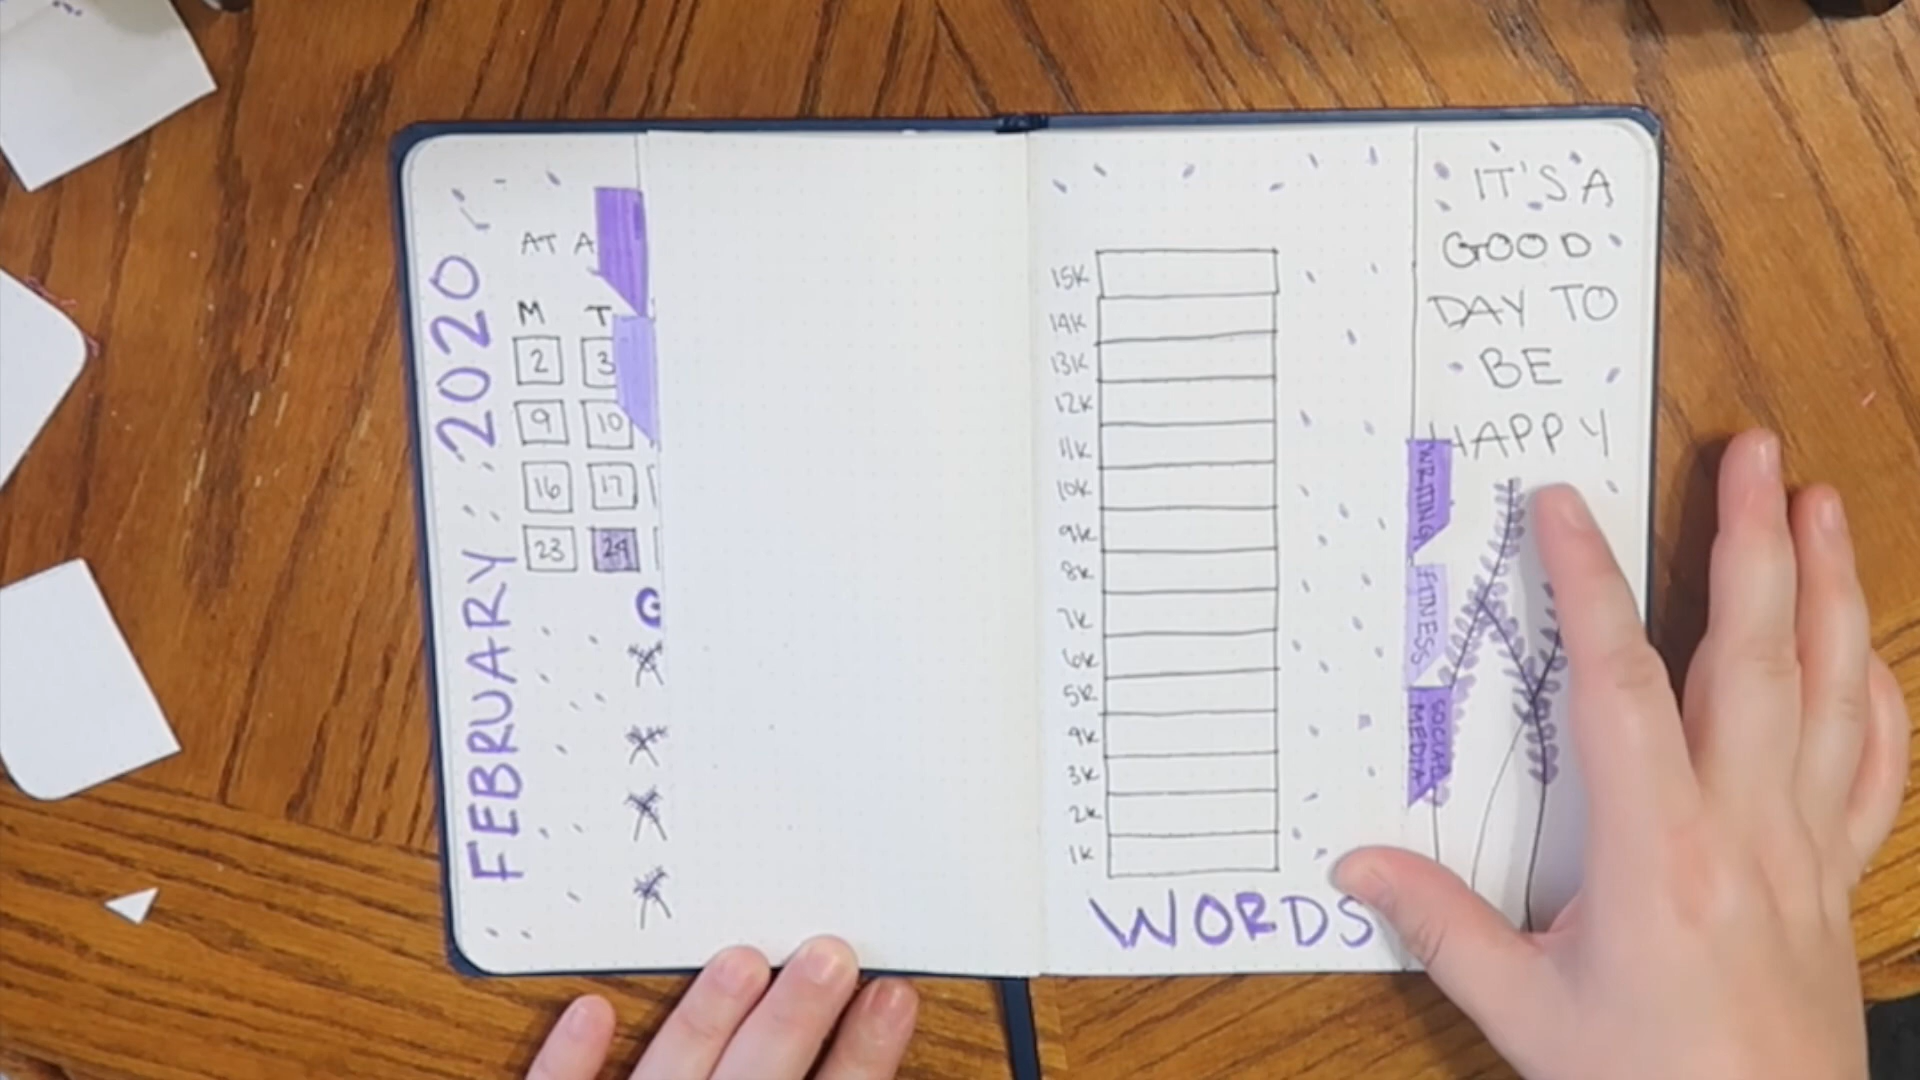 FEBRUARY : 2020
AT A
M T
2 3
9 10
16 17
23 24
15K
14K
13K
12K
11K
10K
9K
8K
7K
6K
5K
4K
3K
2K
1K
WORDS
IT'S A
GOOD
DAY TO
BE
HAPPY
WRITING
FITNESS
SOCIAL
MEDIA